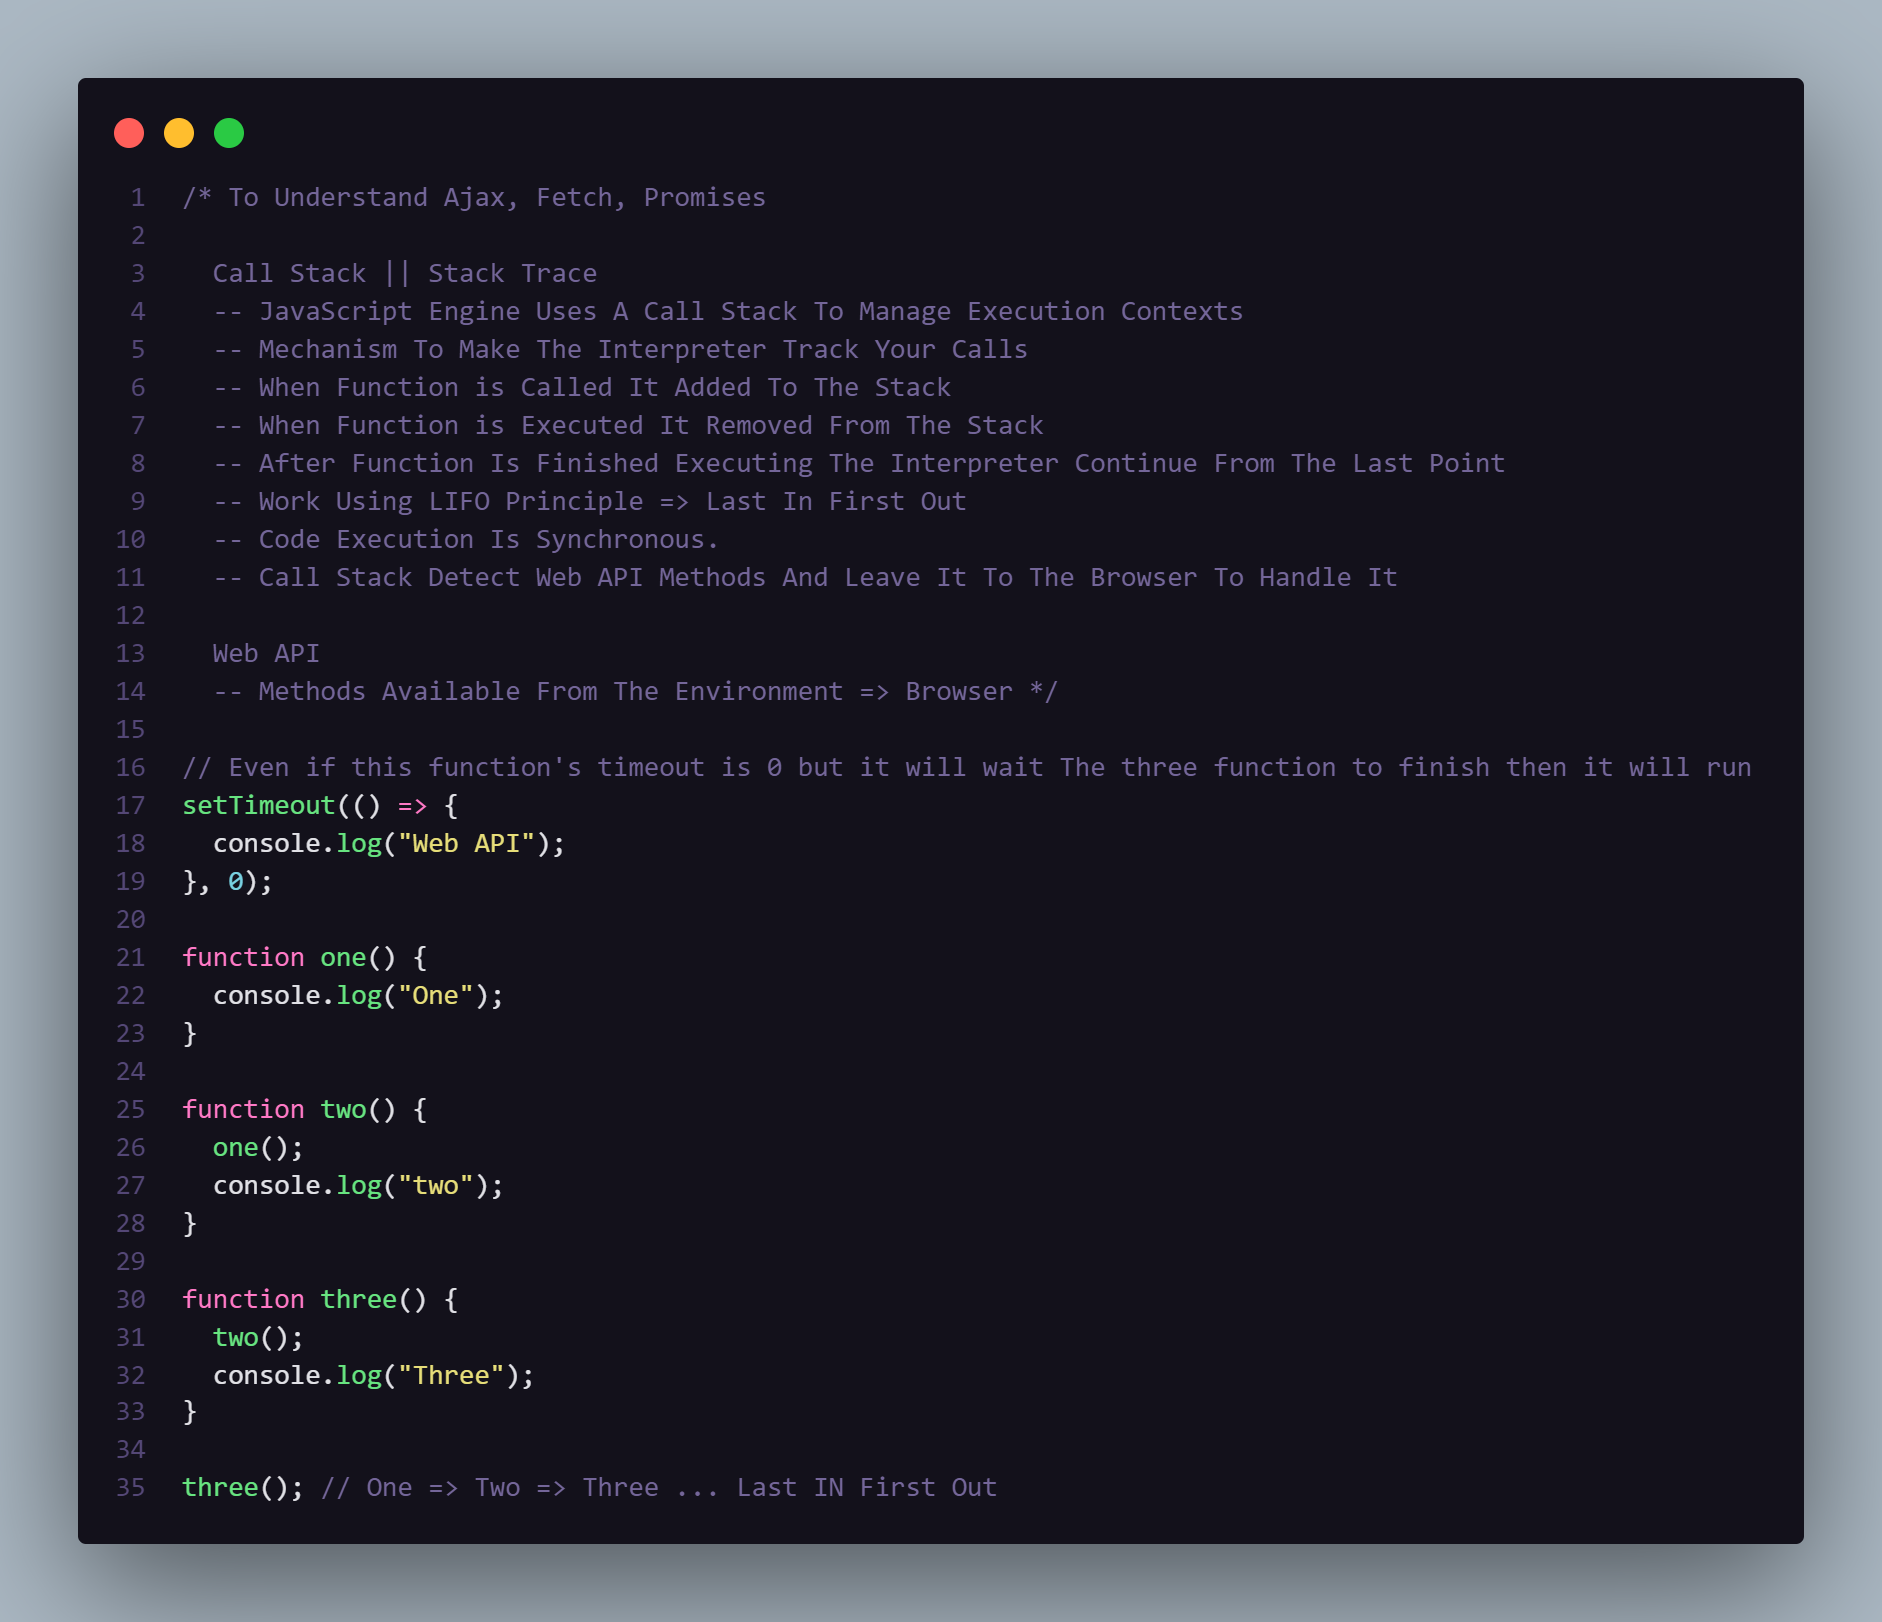 1 /* To Understand Ajax, Fetch, Promises
2
3 Call Stack || Stack Trace
4 -- JavaScript Engine Uses A Call Stack To Manage Execution Contexts
5 -- Mechanism To Make The Interpreter Track Your Calls
6 -- When Function is Called It Added To The Stack
7 -- When Function is Executed It Removed From The Stack
8 -- After Function Is Finished Executing The Interpreter Continue From The Last Point
9 -- Work Using LIFO Principle => Last In First Out
10 -- Code Execution Is Synchronous.
11 -- Call Stack Detect Web API Methods And Leave It To The Browser To Handle It
12
13 Web API
14 -- Methods Available From The Environment => Browser */
15
16 // Even if this function's timeout is 0 but it will wait The three function to finish then it will run
17 setTimeout(() => {
18 console.log("Web API");
19 }, 0);
20
21 function one() {
22 console.log("One");
23 }
24
25 function two() {
26 one();
27 console.log("two");
28 }
29
30 function three() {
31 two();
32 console.log("Three");
33 }
34
35 three(); // One => Two => Three ... Last IN First Out